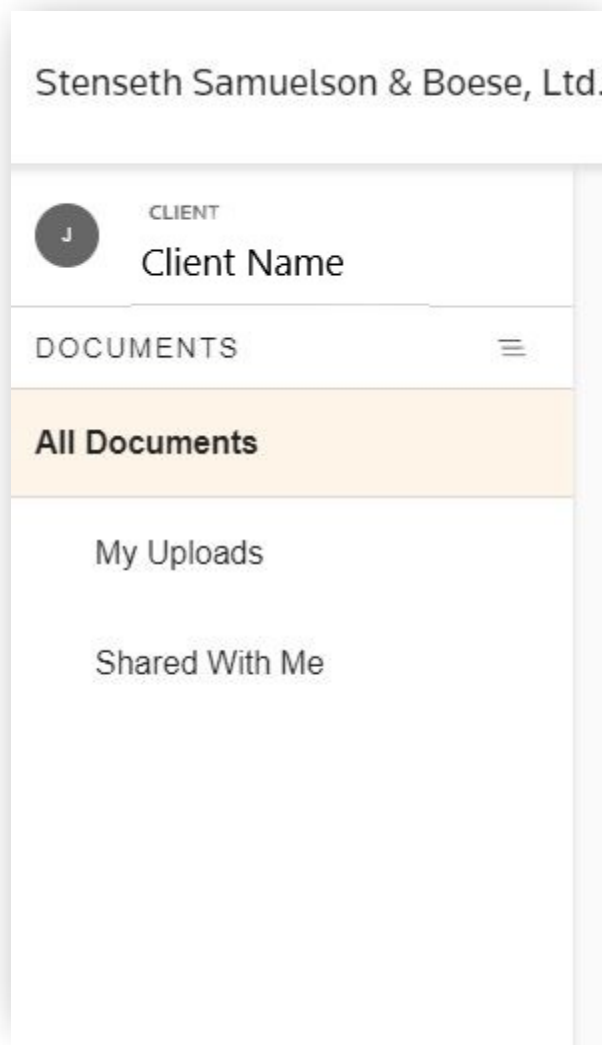 Stenseth Samuelson & Boese, Ltd.
CLIENT
J
Client Name
DOCUMENTS
All Documents
My Uploads
Shared With Me